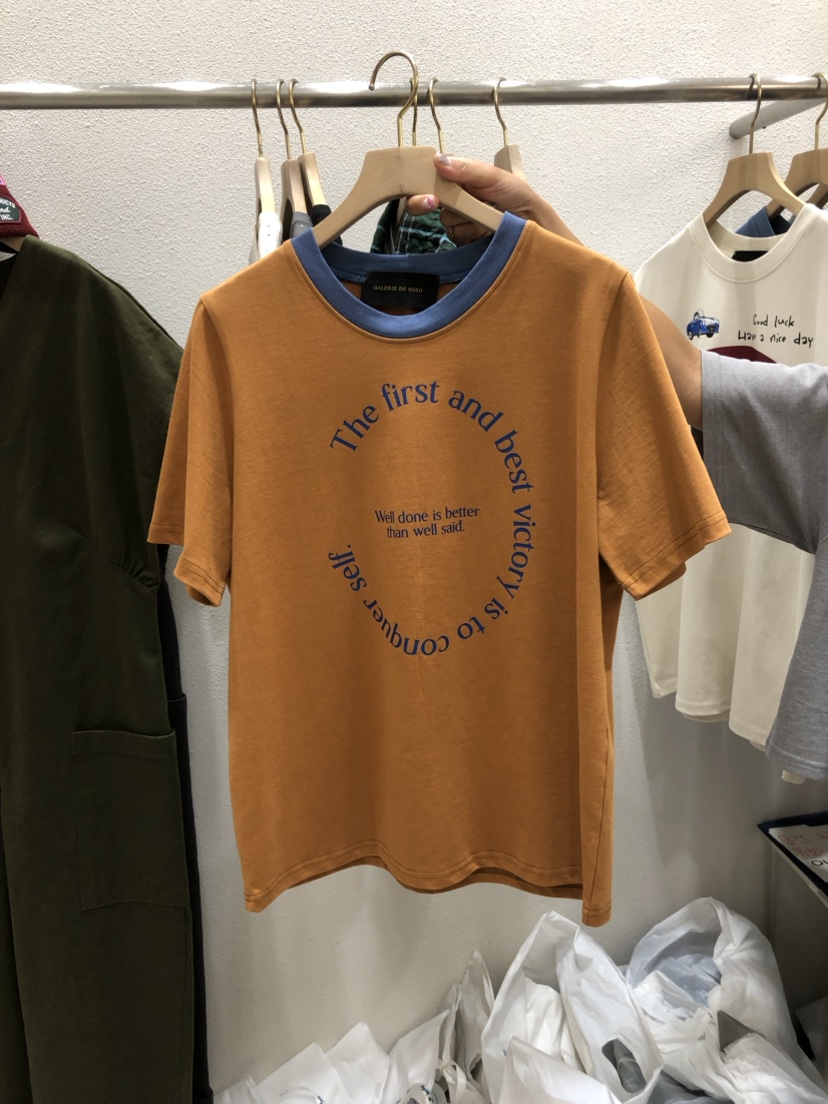 GALERIE DE NONO
The first and best victory is to conquer self.
Well done is better
than well said.
Good luck
Have a nice day
INC.